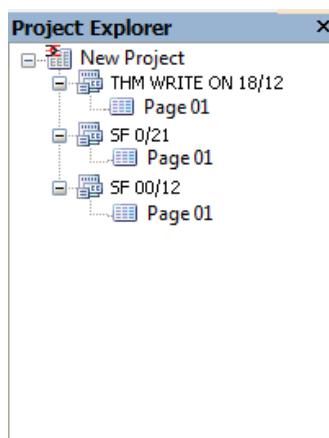 Project Explorer
New Project
THM WRITE ON 18/12
Page 01
SF 0/21
Page 01
SF 00/12
Page 01